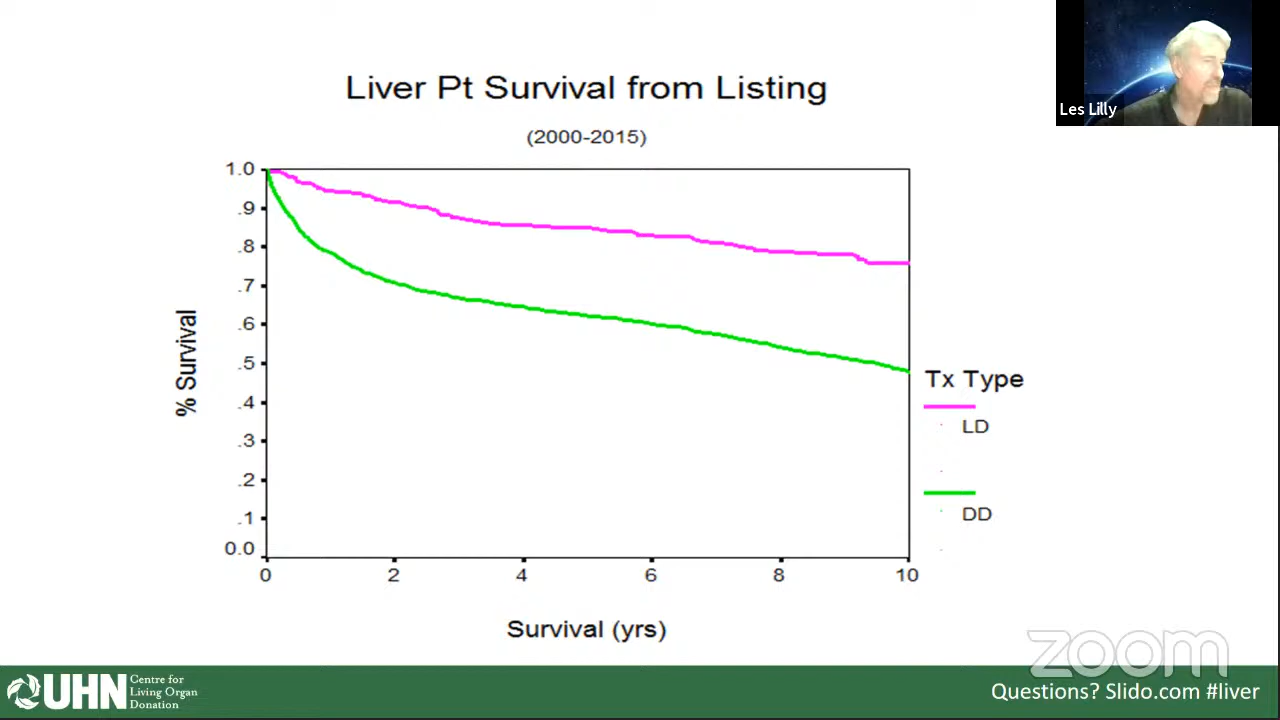 Liver Pt Survival from Listing
(2000-2015)
Les Lilly
1.0
.9
.8
.7
.6
.5
.4
.3
.2
.1
0.0
% Survival
0 2 4 6 8 10
Survival (yrs)
Tx Type
LD
DD
zoom
UHN
Centre for
Living Organ
Donation
Questions? Slido.com #liver